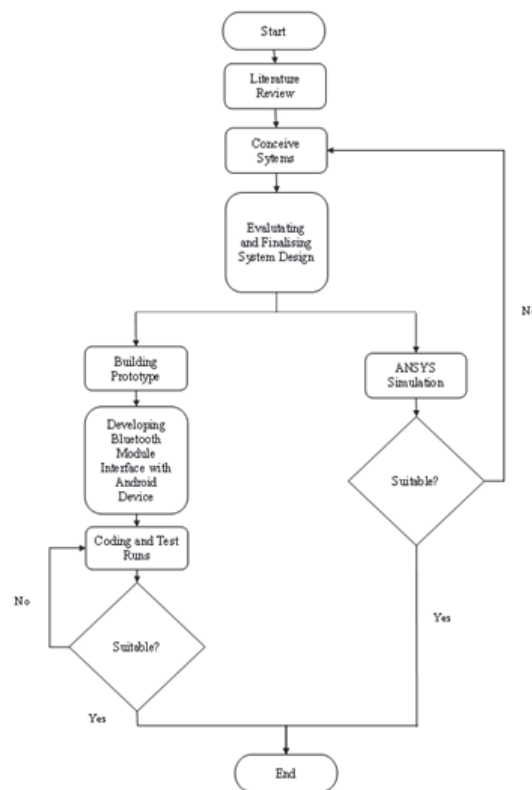 Start
Literature
Review
Conceive
Sytems
Evalutating
and Finalising
System Design
Building
Prototype
ANSYS
Simulation
Developing
Bluetooth
Module
Interface with
Android
Device
Suitable?
No
Coding and Test
Runs
No
Suitable?
Yes
Yes
End